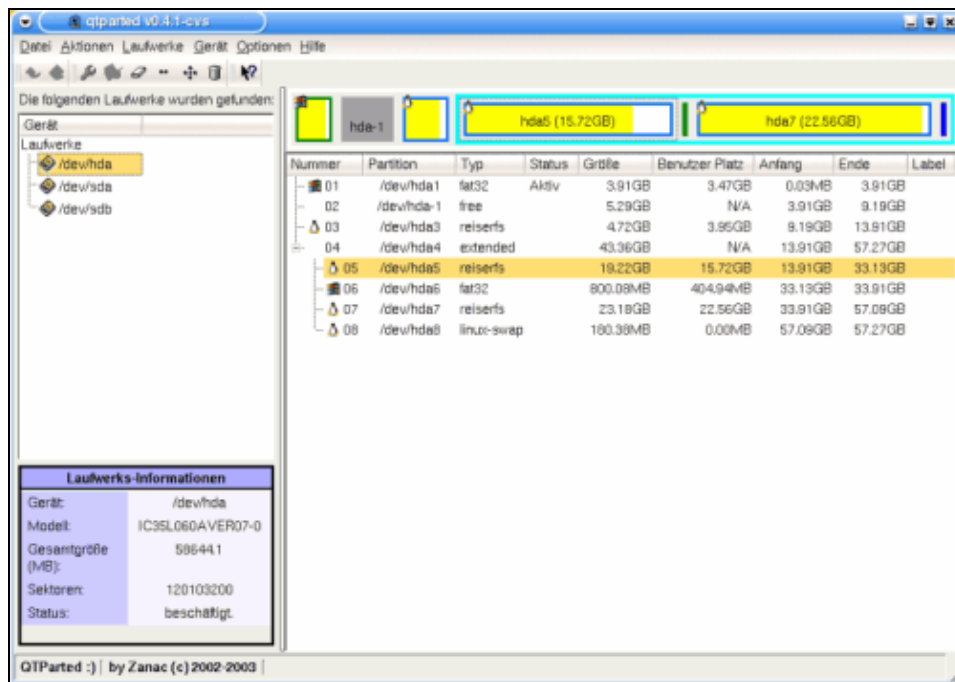 qtparted v0.4.1-cvs
Datei Aktionen Laufwerke Gerät Optionen Hilfe
Die folgenden Laufwerke wurden gefunden:
Gerät
Laufwerke
/dev/hda
/dev/sda
/dev/sdb
hda-1
hda5 (15.72GB)
hda7 (22.56GB)
Nummer Partition Typ Status Größe Benutzer Platz Anfang Ende Label
01 /dev/hda1 fat32 Aktiv 3.91GB 3.47GB 0.03MB 3.91GB
02 /dev/hda-1 free 5.29GB N/A 3.91GB 9.19GB
03 /dev/hda3 reiserfs 4.72GB 3.95GB 9.19GB 13.91GB
04 /dev/hda4 extended 43.36GB N/A 13.91GB 57.27GB
05 /dev/hda5 reiserfs 19.22GB 15.72GB 13.91GB 33.13GB
06 /dev/hda6 fat32 800.09MB 404.94MB 33.13GB 33.91GB
07 /dev/hda7 reiserfs 23.18GB 22.56GB 33.91GB 57.09GB
08 /dev/hda8 linux-swap 180.38MB 0.00MB 57.09GB 57.27GB
Laufwerks-Informationen
Gerät: /dev/hda
Modell: IC35L060AVER07-0
Gesamtgröße (MB): 58644.1
Sektoren: 120103200
Status: beschäftigt.
QTParted :) by Zanac (c) 2002-2003